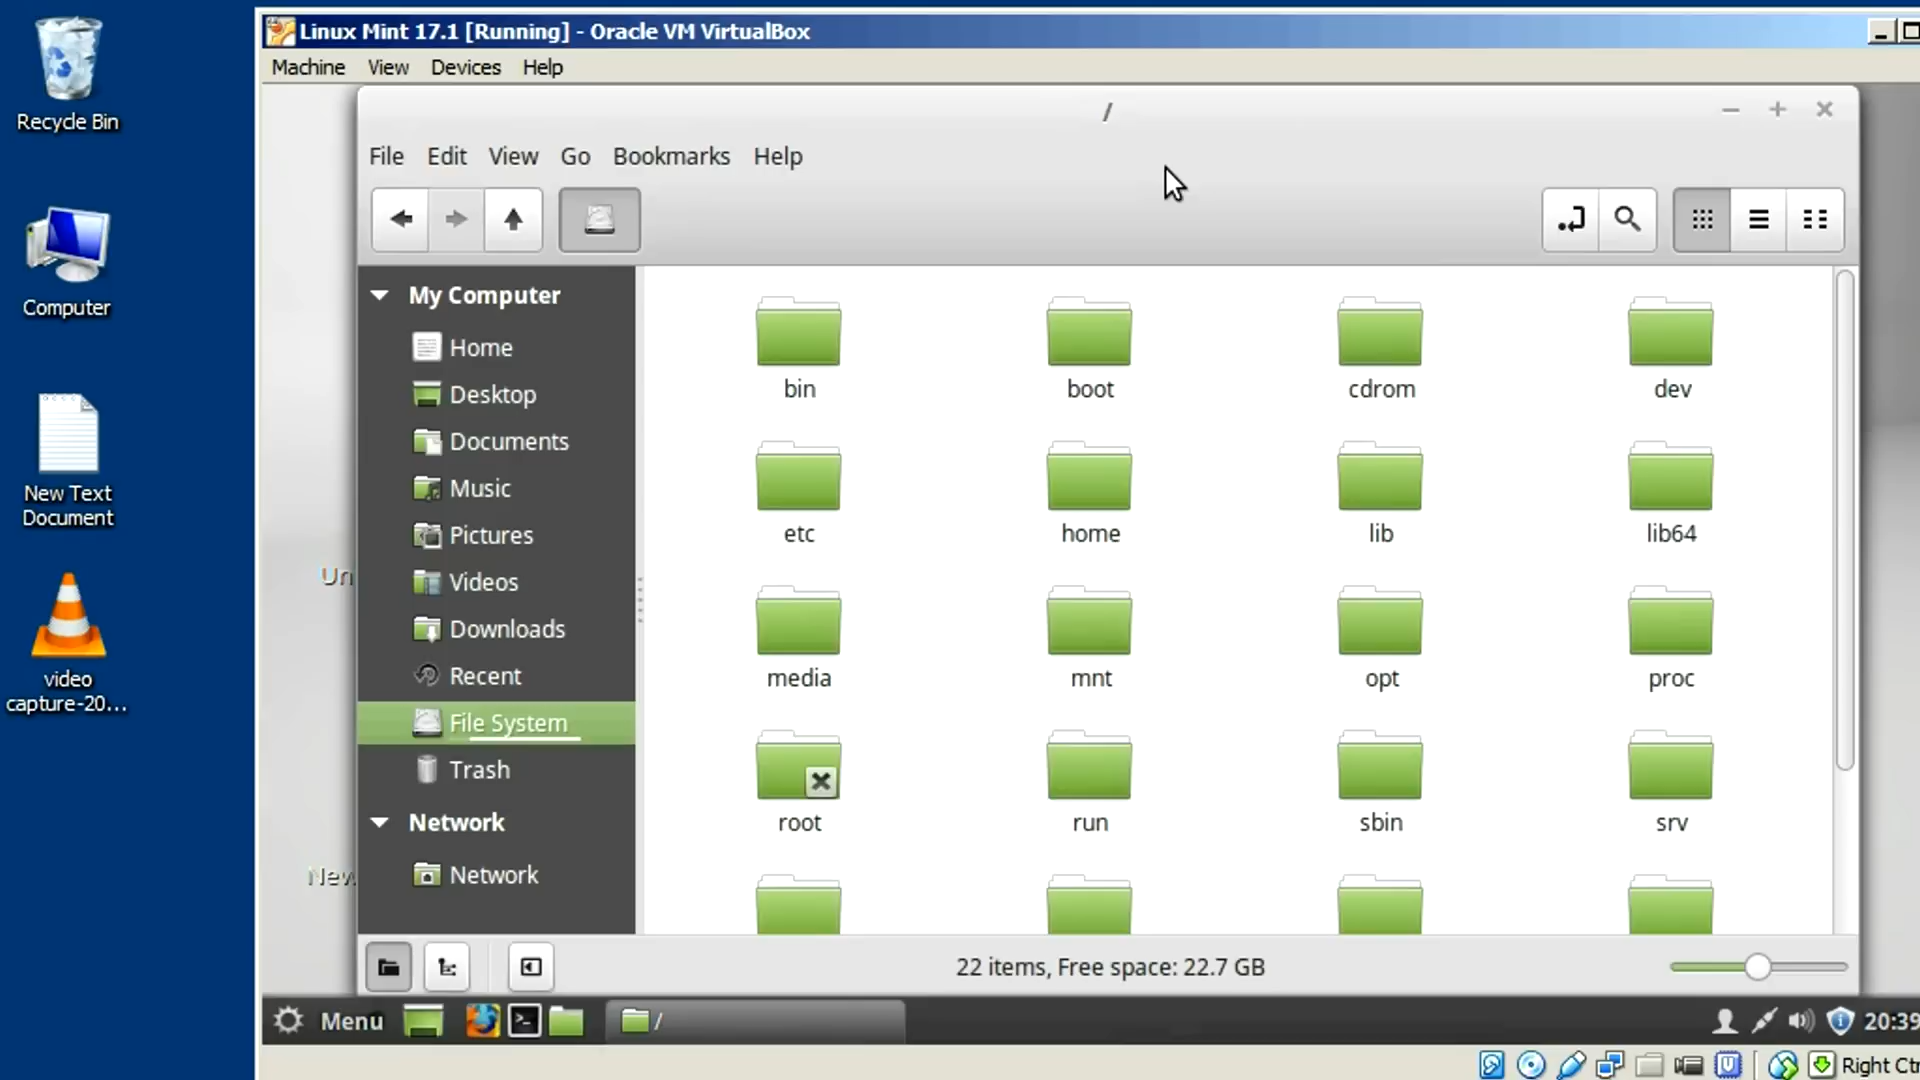 Recycle Bin
Computer
New Text
Document
video
capture-20...
Linux Mint 17.1 [Running] - Oracle VM VirtualBox
Machine View Devices Help
/
File Edit View Go Bookmarks Help
My Computer
Home
Desktop
Documents
Music
Pictures
Videos
Downloads
Recent
File System
Trash
Network
Network
Un
New
bin boot cdrom dev
etc home lib lib64
media mnt opt proc
root run sbin srv
22 items, Free space: 22.7 GB
Menu / 20:39
Right Ctr